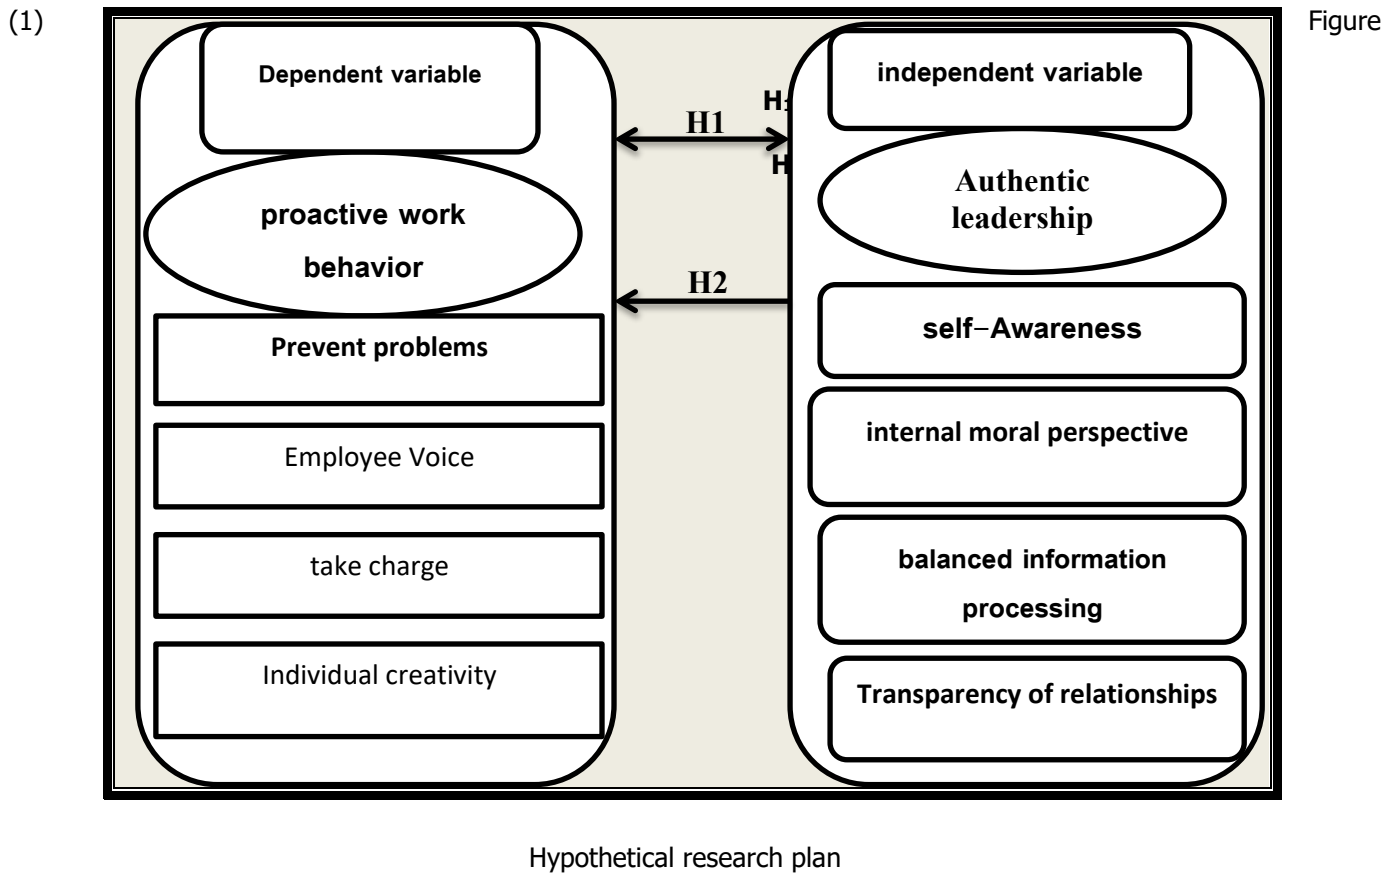 (1)
Figure
Dependent variable
proactive work
behavior
Prevent problems
Employee Voice
take charge
Individual creativity
H1
H2
independent variable
Authentic
leadership
self-Awareness
internal moral perspective
balanced information
processing
Transparency of relationships
Hypothetical research plan